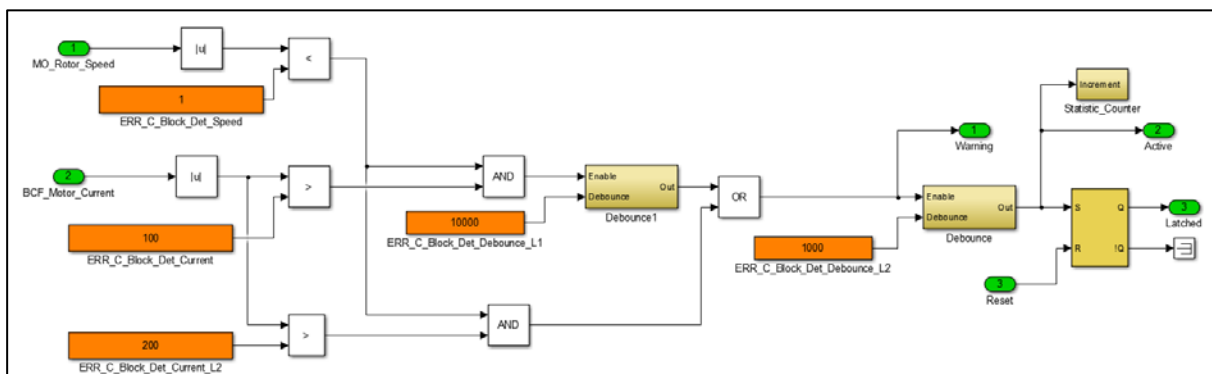 1
MO_Rotor_Speed
|u|
1
ERR_C_Block_Det_Speed
≤
2
BCF_Motor_Current
|u|
100
ERR_C_Block_Det_Current
>
200
ERR_C_Block_Det_Current_L2
>
AND
10000
ERR_C_Block_Det_Debounce_L1
Enable
Debounce
Out
Debounce1
AND
OR
1
Warning
1000
ERR_C_Block_Det_Debounce_L2
Enable
Debounce
Out
Debounce
Increment
Statistic_Counter
2
Active
S
R
Q
!Q
3
Latched
3
Reset